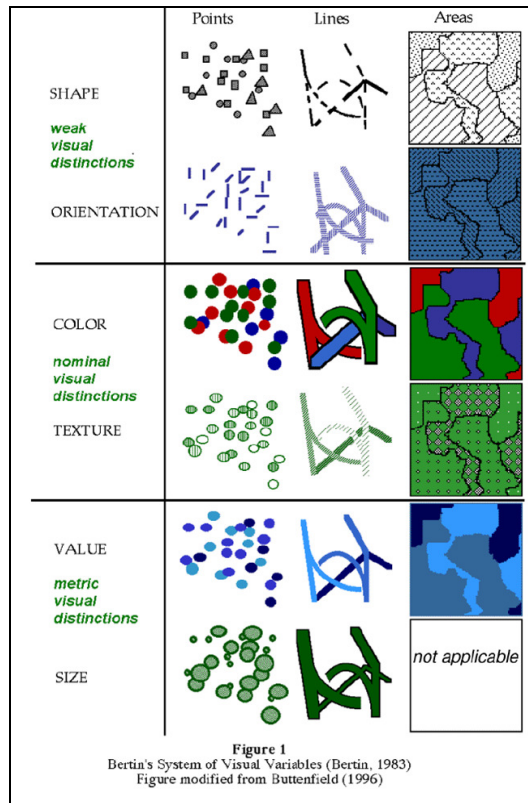 Points Lines Areas
SHAPE
weak
visual
distinctions
ORIENTATION
COLOR
nominal
visual
distinctions
TEXTURE
VALUE
metric
visual
distinctions
SIZE
not applicable
Figure 1
Bertin's System of Visual Variables (Bertin, 1983)
Figure modified from Buttenfield (1996)